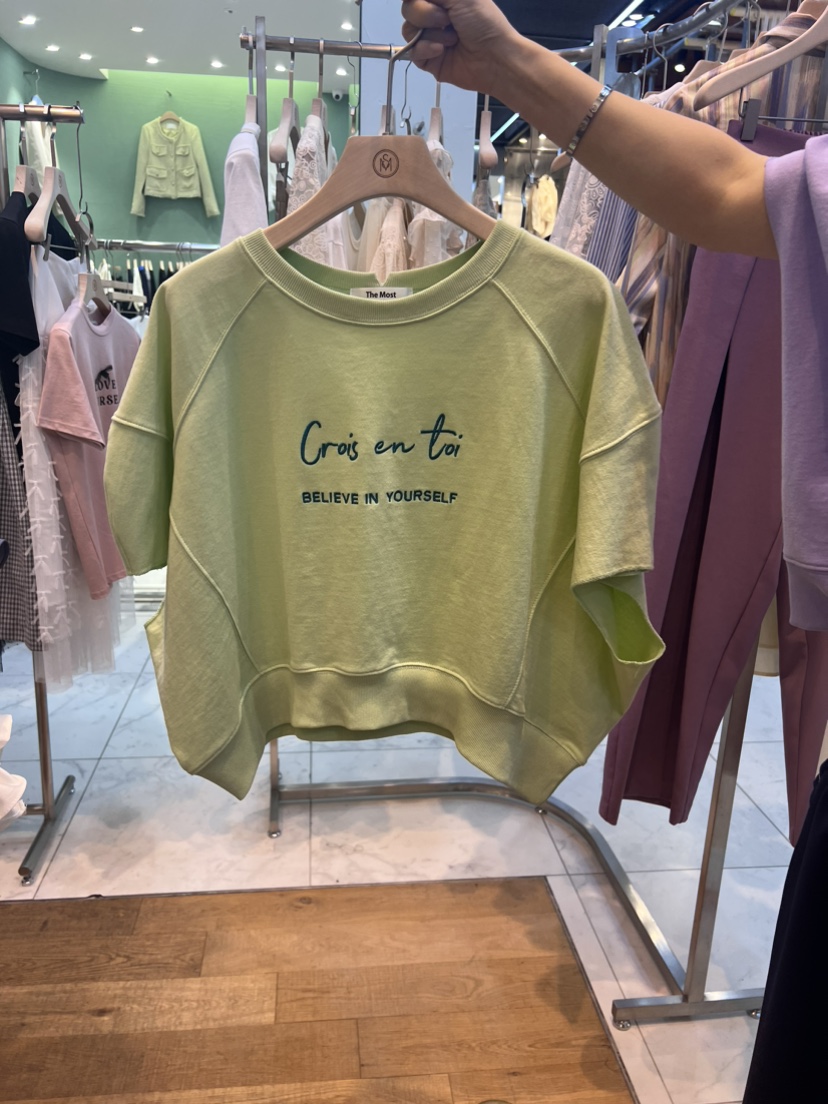 The Most
Crois en toi
BELIEVE IN YOURSELF